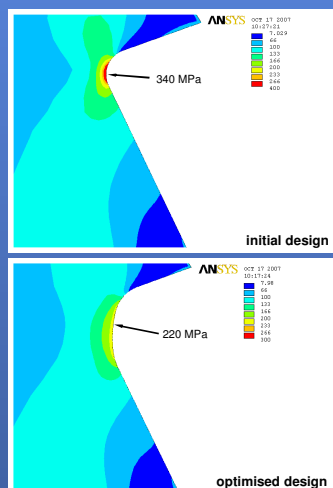 ANSYS
OCT 17 2007
10:27:21
7.029
66
100
133
166
200
233
266
400
340 MPa
initial design
ANSYS
OCT 17 2007
10:17:24
7.98
66
100
133
166
200
233
266
300
220 MPa
optimised design